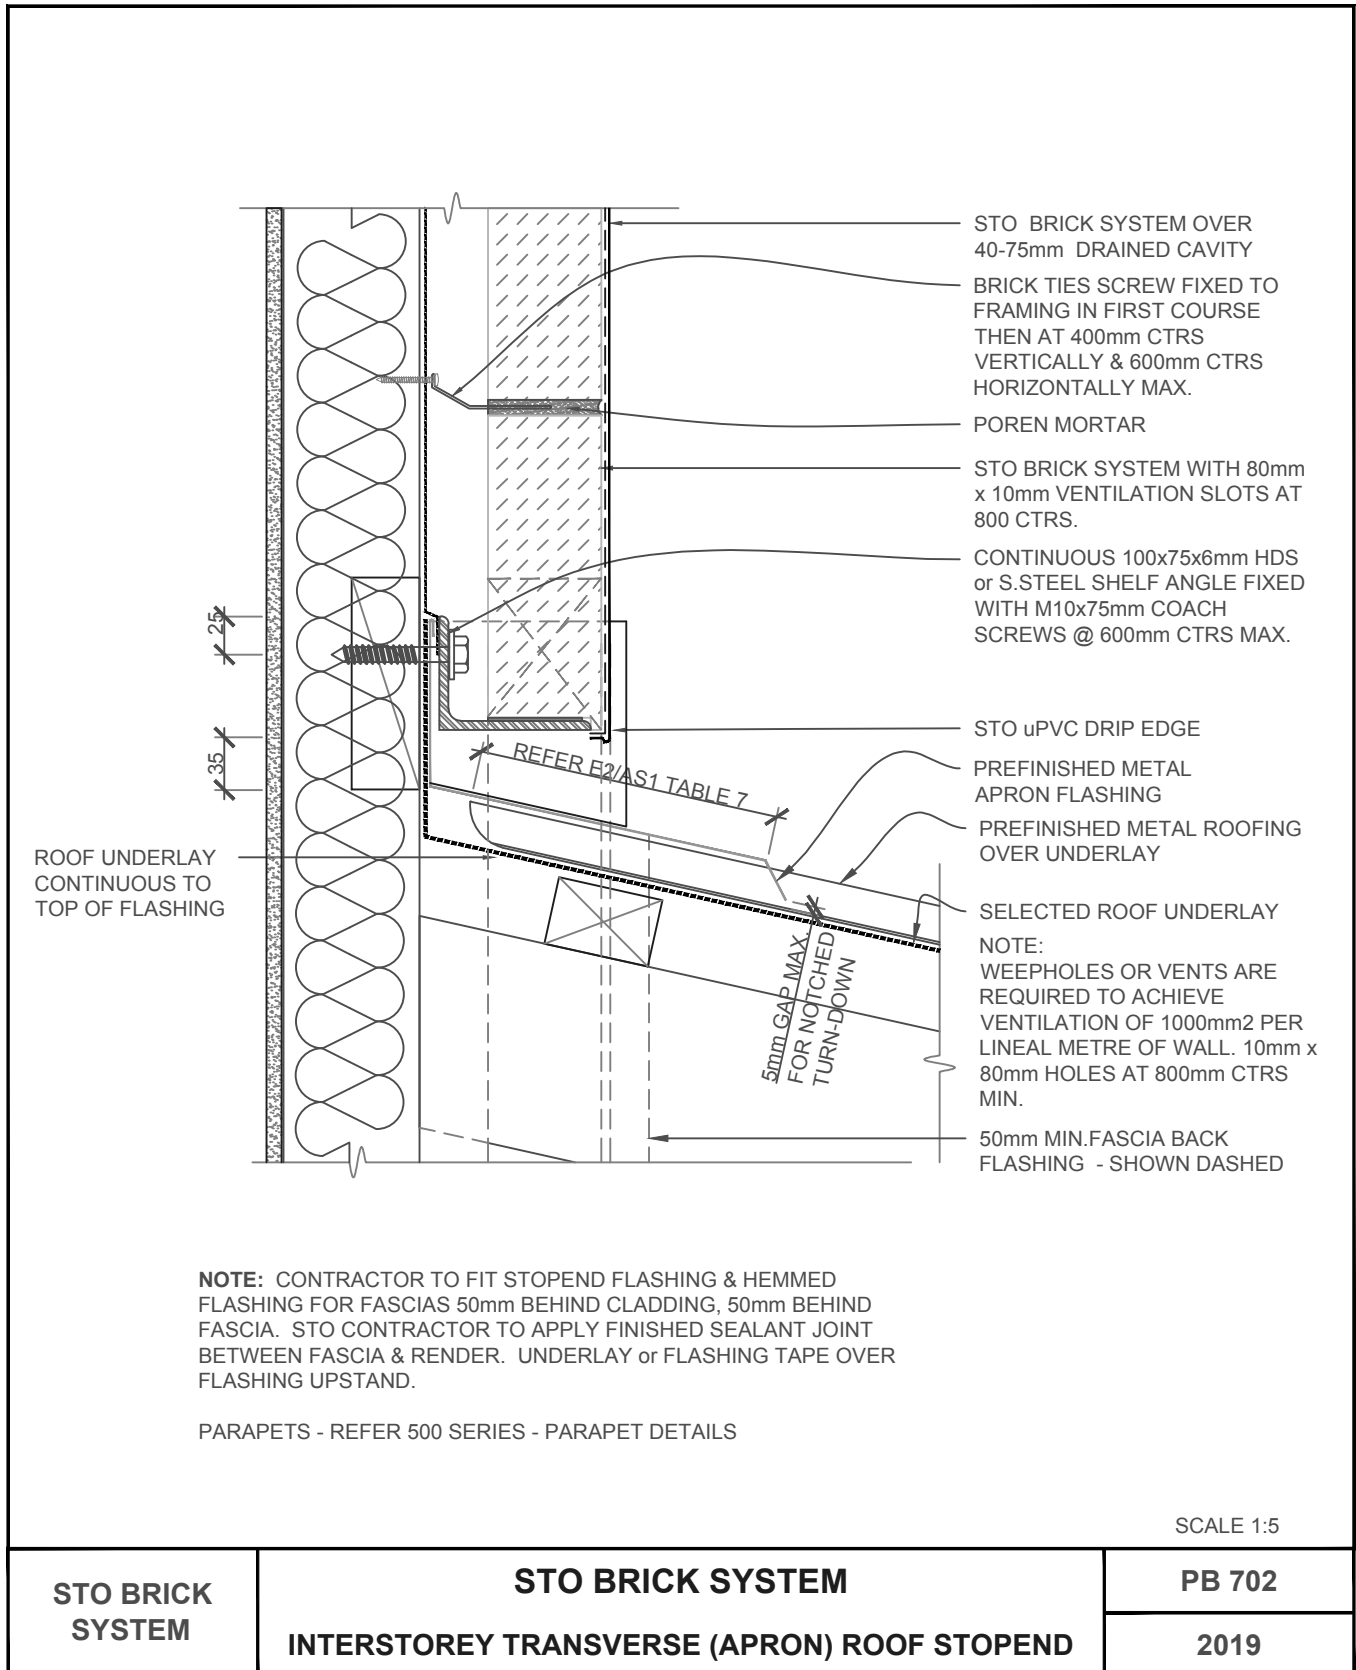 STO BRICK SYSTEM OVER
40-75mm DRAINED CAVITY
BRICK TIES SCREW FIXED TO
FRAMING IN FIRST COURSE
THEN AT 400mm CTRS
VERTICALLY & 600mm CTRS
HORIZONTALLY MAX.
POREN MORTAR
STO BRICK SYSTEM WITH 80mm
x 10mm VENTILATION SLOTS AT
800 CTRS.
CONTINUOUS 100x75x6mm HDS
or S.STEEL SHELF ANGLE FIXED
WITH M10x75mm COACH
SCREWS @ 600mm CTRS MAX.
25
35
STO uPVC DRIP EDGE
REFER E2/AS1 TABLE 7
PREFINISHED METAL
APRON FLASHING
PREFINISHED METAL ROOFING
OVER UNDERLAY
ROOF UNDERLAY
CONTINUOUS TO
TOP OF FLASHING
SELECTED ROOF UNDERLAY
5mm GAP MAX.
FOR NOTCHED
TURN-DOWN
NOTE:
WEEPHOLES OR VENTS ARE
REQUIRED TO ACHIEVE
VENTILATION OF 1000mm2 PER
LINEAL METRE OF WALL. 10mm x
80mm HOLES AT 800mm CTRS
MIN.
50mm MIN.FASCIA BACK
FLASHING - SHOWN DASHED
NOTE: CONTRACTOR TO FIT STOPEND FLASHING & HEMMED
FLASHING FOR FASCIAS 50mm BEHIND CLADDING, 50mm BEHIND
FASCIA. STO CONTRACTOR TO APPLY FINISHED SEALANT JOINT
BETWEEN FASCIA & RENDER. UNDERLAY or FLASHING TAPE OVER
FLASHING UPSTAND.
PARAPETS - REFER 500 SERIES - PARAPET DETAILS
SCALE 1:5
STO BRICK
SYSTEM
STO BRICK SYSTEM
INTERSTOREY TRANSVERSE (APRON) ROOF STOPEND
PB 702
2019